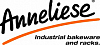 Anneliese®
Industrial bakeware
and racks.